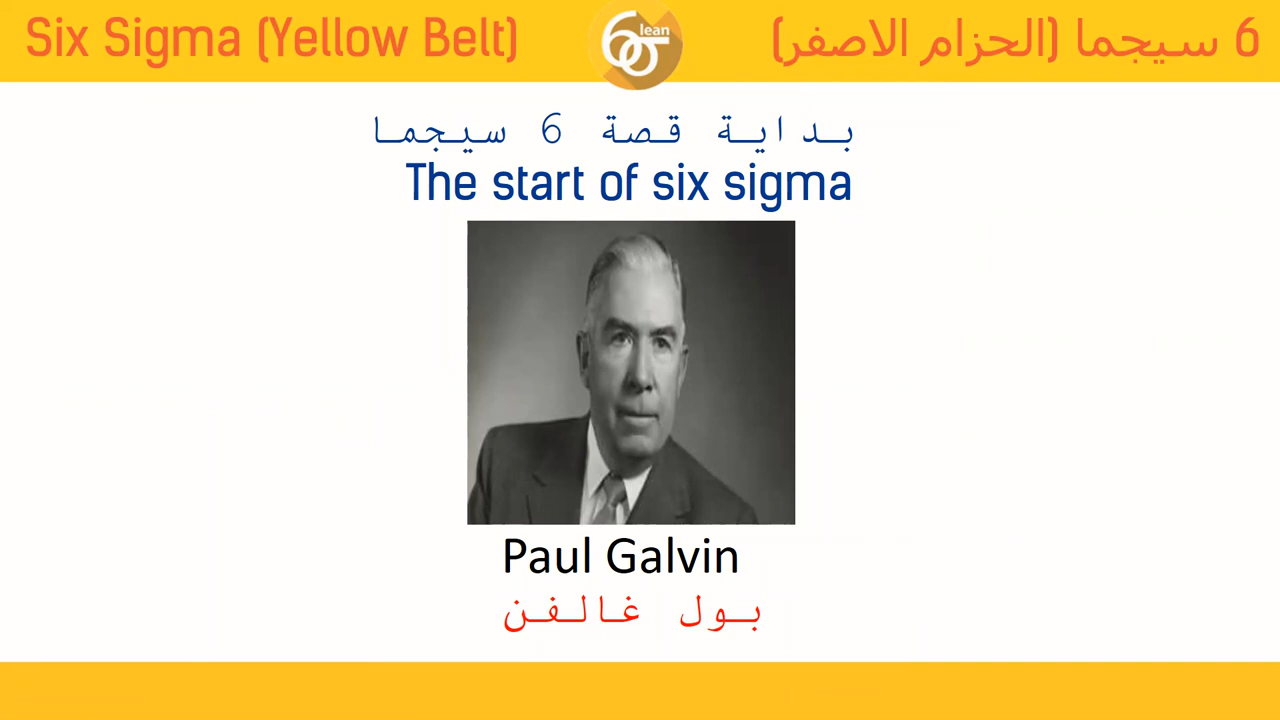 Six Sigma (Yellow Belt)
lean
6σ
6 سيجما (الحزام الاصفر)
بداية قصة 6 سيجما
The start of six sigma
Paul Galvin
بول غالفن